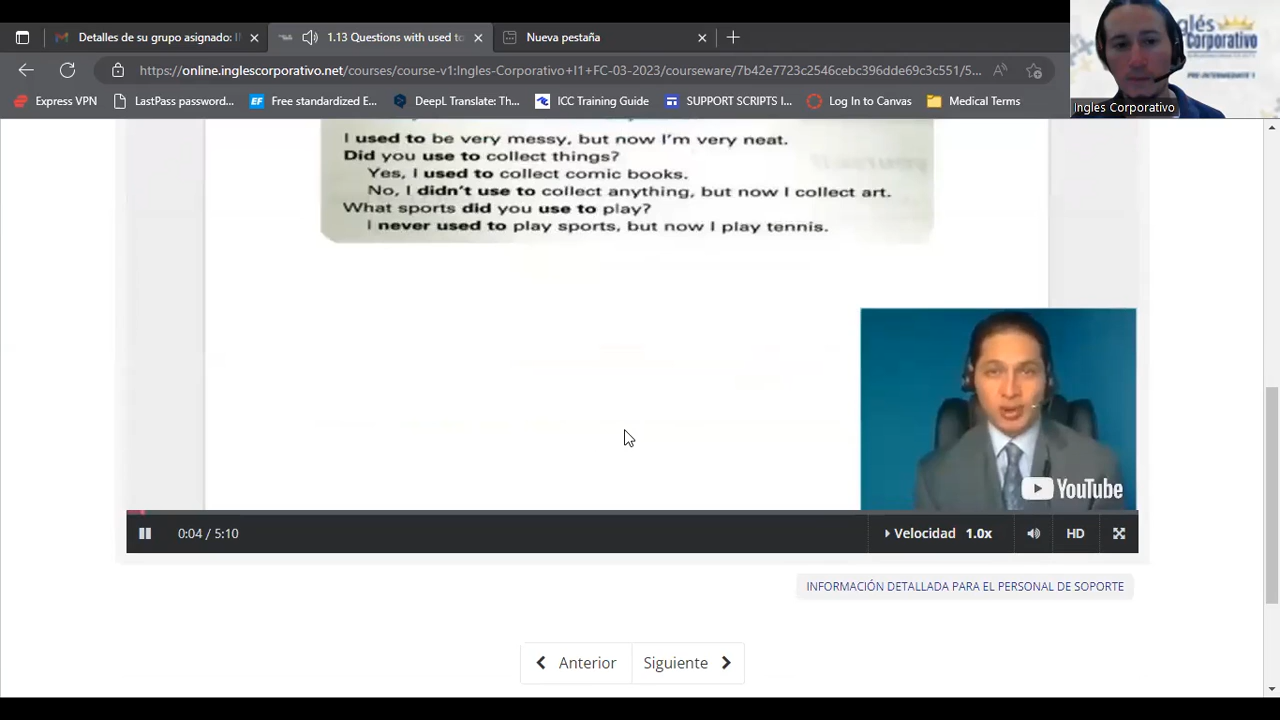 Detalles de su grupo asignado: I
1.13 Questions with used to
Nueva pestaña
https://online.inglescorporativo.net/courses/course-v1:Ingles-Corporativo+I1+FC-03-2023/courseware/7b42e7723c2546cebc396dde69c3c551/5...
Express VPN
LastPass password...
EF Free standardized E...
DeepL Translate: Th...
ICC Training Guide
SUPPORT SCRIPTS I...
Log In to Canvas
Medical Terms
glés
corporativo
PRE-INTERMEDIATE 1
Ingles Corporativo
I used to be very messy, but now I'm very neat.
Did you use to collect things?
Yes, I used to collect comic books.
No, I didn't use to collect anything, but now I collect art.
What sports did you use to play?
I never used to play sports, but now I play tennis.
YouTube
0:04 / 5:10
Velocidad 1.0x
HD
INFORMACIÓN DETALLADA PARA EL PERSONAL DE SOPORTE
Anterior
Siguiente